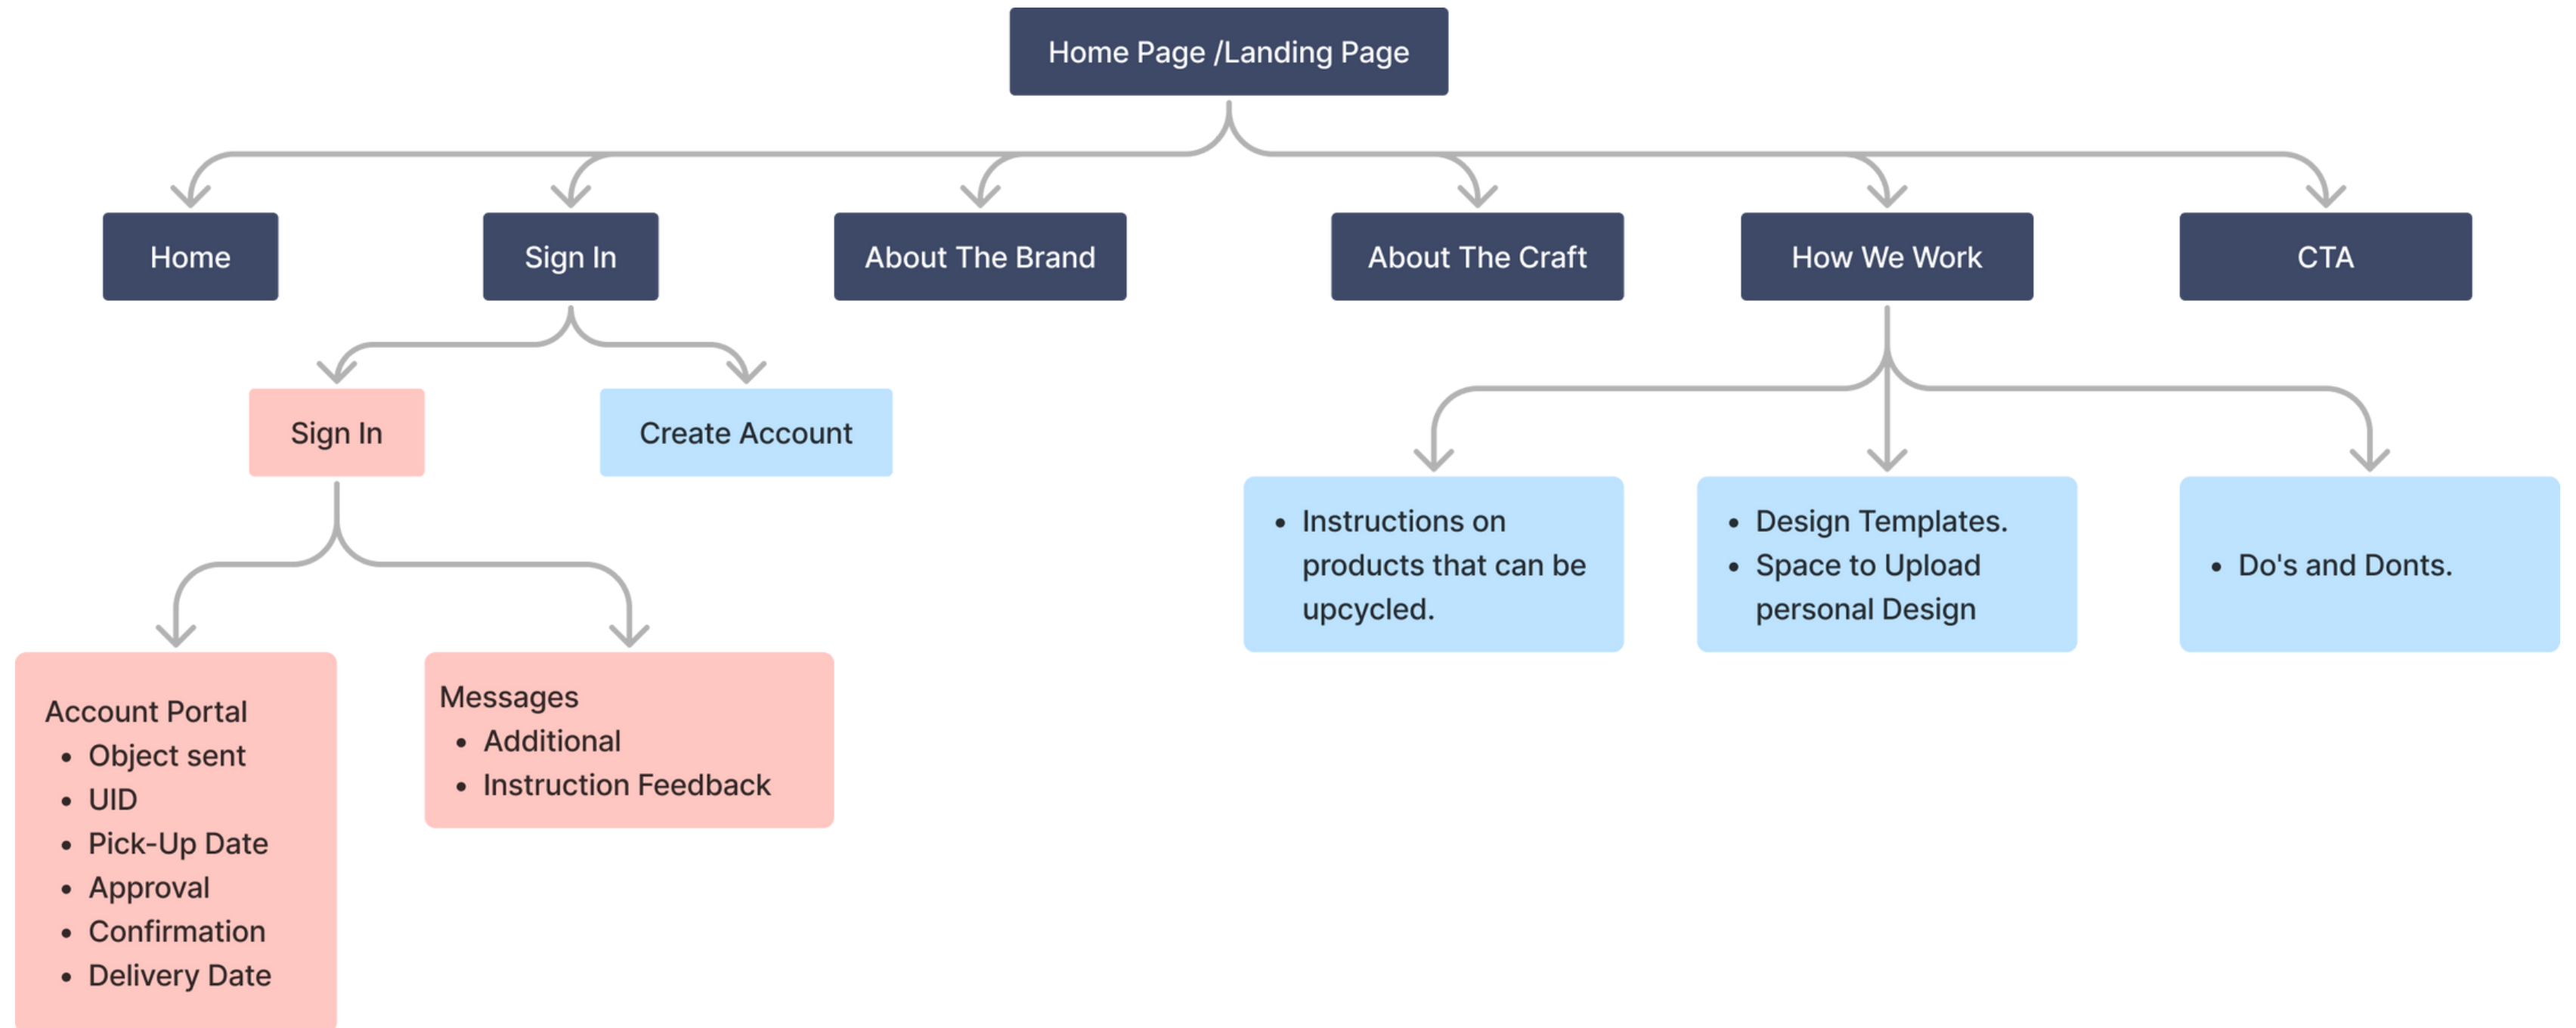 Home Page /Landing Page
Home
Sign In
About The Brand
About The Craft
How We Work
CTA
Sign In
Create Account
• Instructions on
products that can be
upcycled.
• Design Templates.
• Space to Upload
personal Design
• Do's and Donts.
Account Portal
• Object sent
• UID
• Pick-Up Date
• Approval
• Confirmation
• Delivery Date
Messages
• Additional
• Instruction Feedback